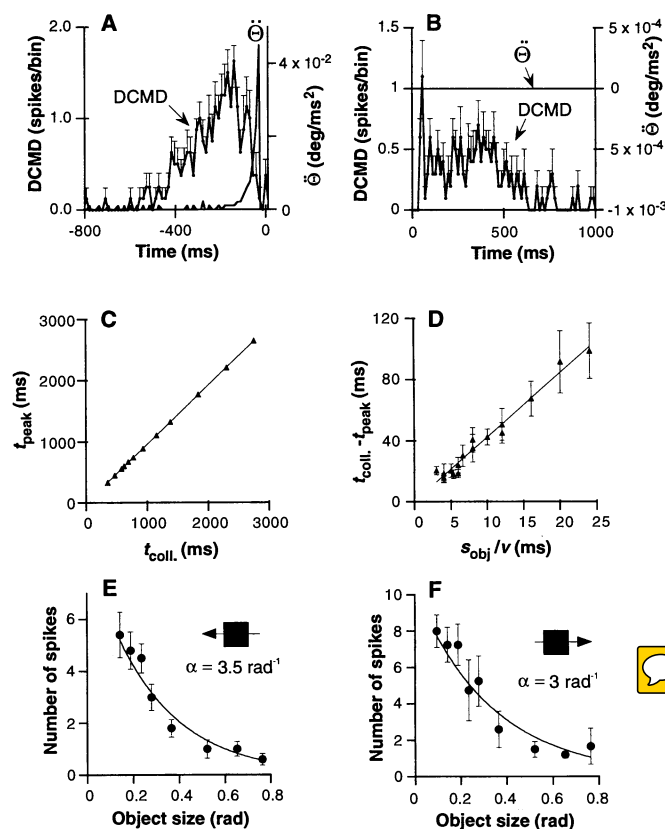 A
DCMD (spikes/bin)
2.0
1.0
0.0
-800
-400
0
Time (ms)
DCMD
Θ̈
4 x 10⁻²
0
Θ̈ (deg/ms²)
B
DCMD (spikes/bin)
1.5
1
0.5
0.0
0
500
1000
Time (ms)
Θ̈
DCMD
5 x 10⁻⁴
0
5 x 10⁻⁴
-1 x 10⁻³
Θ̈ (deg/ms²)
C
t_peak (ms)
3000
2000
1000
0
0
1000
2000
3000
t_coll. (ms)
D
t_coll. -t_peak (ms)
120
80
40
0
0
5
10
15
20
25
s_obj /v (ms)
E
Number of spikes
6
4
2
0
0
0.2
0.4
0.6
0.8
Object size (rad)
α = 3.5 rad⁻¹
F
Number of spikes
10
8
6
4
2
0
0
0.2
0.4
0.6
0.8
Object size (rad)
α = 3 rad⁻¹